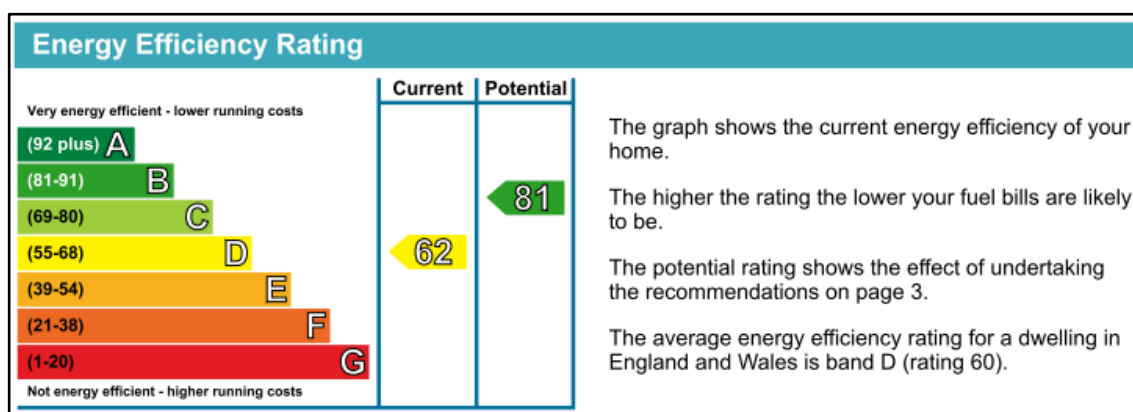 Energy Efficiency Rating
Current Potential
Very energy efficient - lower running costs
(92 plus) A
(81-91) B
81
(69-80) C
(55-68) D
62
(39-54) E
(21-38) F
(1-20) G
Not energy efficient - higher running costs
The graph shows the current energy efficiency of your
home.
The higher the rating the lower your fuel bills are likely
to be.
The potential rating shows the effect of undertaking
the recommendations on page 3.
The average energy efficiency rating for a dwelling in
England and Wales is band D (rating 60).